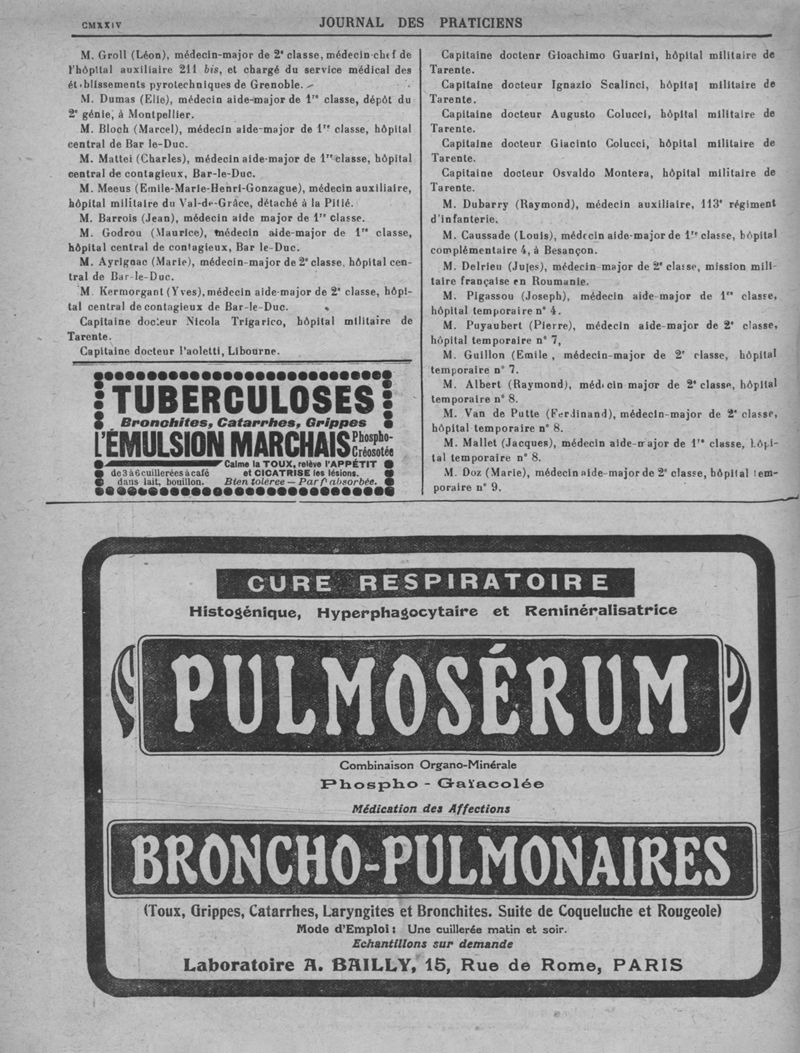 CMXXIV
JOURNAL DES PRATICIENS
M. Groll (Léon), médecin-major de 2e classe, médecin-chef de
l'hôpital auxiliaire 211 bis, et chargé du service médical des
établissements pyrotechniques de Grenoble.
M. Dumas (Elie), médecin aide-major de 1re classe, dépôt du
2e génie, à Montpellier.
M. Bloch (Marcel), médecin aide-major de 1re classe, hôpital
central de Bar le-Duc.
M. Mattei (Charles), médecin aide-major de 1re classe, hôpital
central de contagieux, Bar-le-Duc.
M. Meeus (Emile-Marie-Henri-Gonzague), médecin auxiliaire,
hôpital militaire du Val-de-Grâce, détaché à la Pitié.
M. Barrois (Jean), médecin aide major de 1re classe.
M. Godrou (Maurice), médecin aide-major de 1re classe,
hôpital central de contagieux, Bar le-Duc.
M. Ayrignac (Marie), médecin-major de 2e classe, hôpital cen-
tral de Bar-le-Duc.
M. Kermorgant (Yves), médecin aide-major de 2e classe, hôpi-
tal central de contagieux de Bar-le-Duc.
Capitaine docteur Nicola Trigarico, hôpital militaire de
Tarente.
Capitaine docteur Paoletti, Libourne.
TUBERCULOSES
Bronchites, Catarrhes, Grippes
L'ÉMULSION MARCHAIS Phospho-
Créosotée
Calme la TOUX, relève l'APPÉTIT
de 3 à 6 cuillerées à café et CICATRISE les lésions.
dans lait, bouillon. Bien tolérée — Parft absorbée.
Capitaine docteur Gioachimo Guarini, hôpital militaire de
Tarente.
Capitaine docteur Ignazio Scalinci, hôpital militaire de
Tarente.
Capitaine docteur Augusto Colucci, hôpital militaire de
Tarente.
Capitaine docteur Giacinto Colucci, hôpital militaire de
Tarente.
Capitaine docteur Osvaldo Montera, hôpital militaire de
Tarente.
M. Dubarry (Raymond), médecin auxiliaire, 113e régiment
d'infanterie.
M. Caussade (Louis), médecin aide-major de 1re classe, hôpital
complémentaire 4, à Besançon.
M. Delrieu (Jules), médecin-major de 2e classe, mission mili-
taire française en Roumanie.
M. Pigassou (Joseph), médecin aide-major de 1re classe,
hôpital temporaire n° 4.
M. Puyaubert (Pierre), médecin aide-major de 2e classe,
hôpital temporaire n° 7,
M. Guillon (Emile , médecin-major de 2e classe, hôpital
temporaire n° 7.
M. Albert (Raymond), médecin major de 2e classe, hôpital
temporaire n° 8.
M. Van de Putte (Ferdinand), médecin-major de 2e classe,
hôpital temporaire n° 8.
M. Mallet (Jacques), médecin aide-major de 1re classe, hôpi-
tal temporaire n° 8.
M. Doz (Marie), médecin aide-major de 2e classe, hôpital tem-
poraire n° 9.
CURE RESPIRATOIRE
Histogénique, Hyperphagocytaire et Reminéralisatrice
PULMOSÉRUM
Combinaison Organo-Minérale
Phospho - Gaïacolée
Médication des Affections
BRONCHO-PULMONAIRES
(Toux, Grippes, Catarrhes, Laryngites et Bronchites. Suite de Coqueluche et Rougeole)
Mode d'Emploi : Une cuillerée matin et soir.
Echantillons sur demande
Laboratoire A. BAILLY, 15, Rue de Rome, PARIS